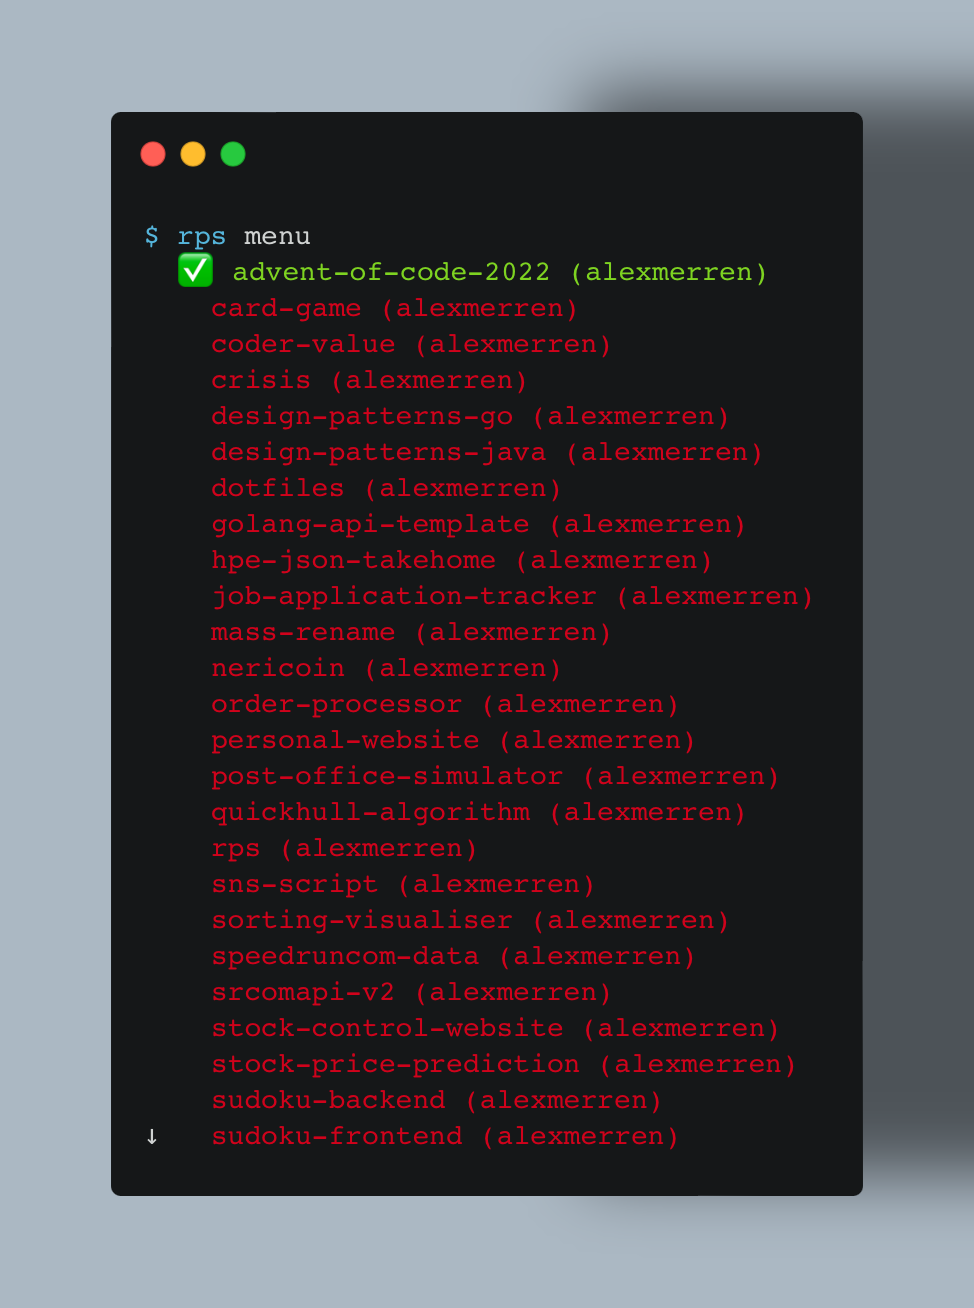 $ rps menu
✅ advent-of-code-2022 (alexmerren)
card-game (alexmerren)
coder-value (alexmerren)
crisis (alexmerren)
design-patterns-go (alexmerren)
design-patterns-java (alexmerren)
dotfiles (alexmerren)
golang-api-template (alexmerren)
hpe-json-takehome (alexmerren)
job-application-tracker (alexmerren)
mass-rename (alexmerren)
nericoin (alexmerren)
order-processor (alexmerren)
personal-website (alexmerren)
post-office-simulator (alexmerren)
quickhull-algorithm (alexmerren)
rps (alexmerren)
sns-script (alexmerren)
sorting-visualiser (alexmerren)
speedruncom-data (alexmerren)
srcomapi-v2 (alexmerren)
stock-control-website (alexmerren)
stock-price-prediction (alexmerren)
sudoku-backend (alexmerren)
↓ sudoku-frontend (alexmerren)